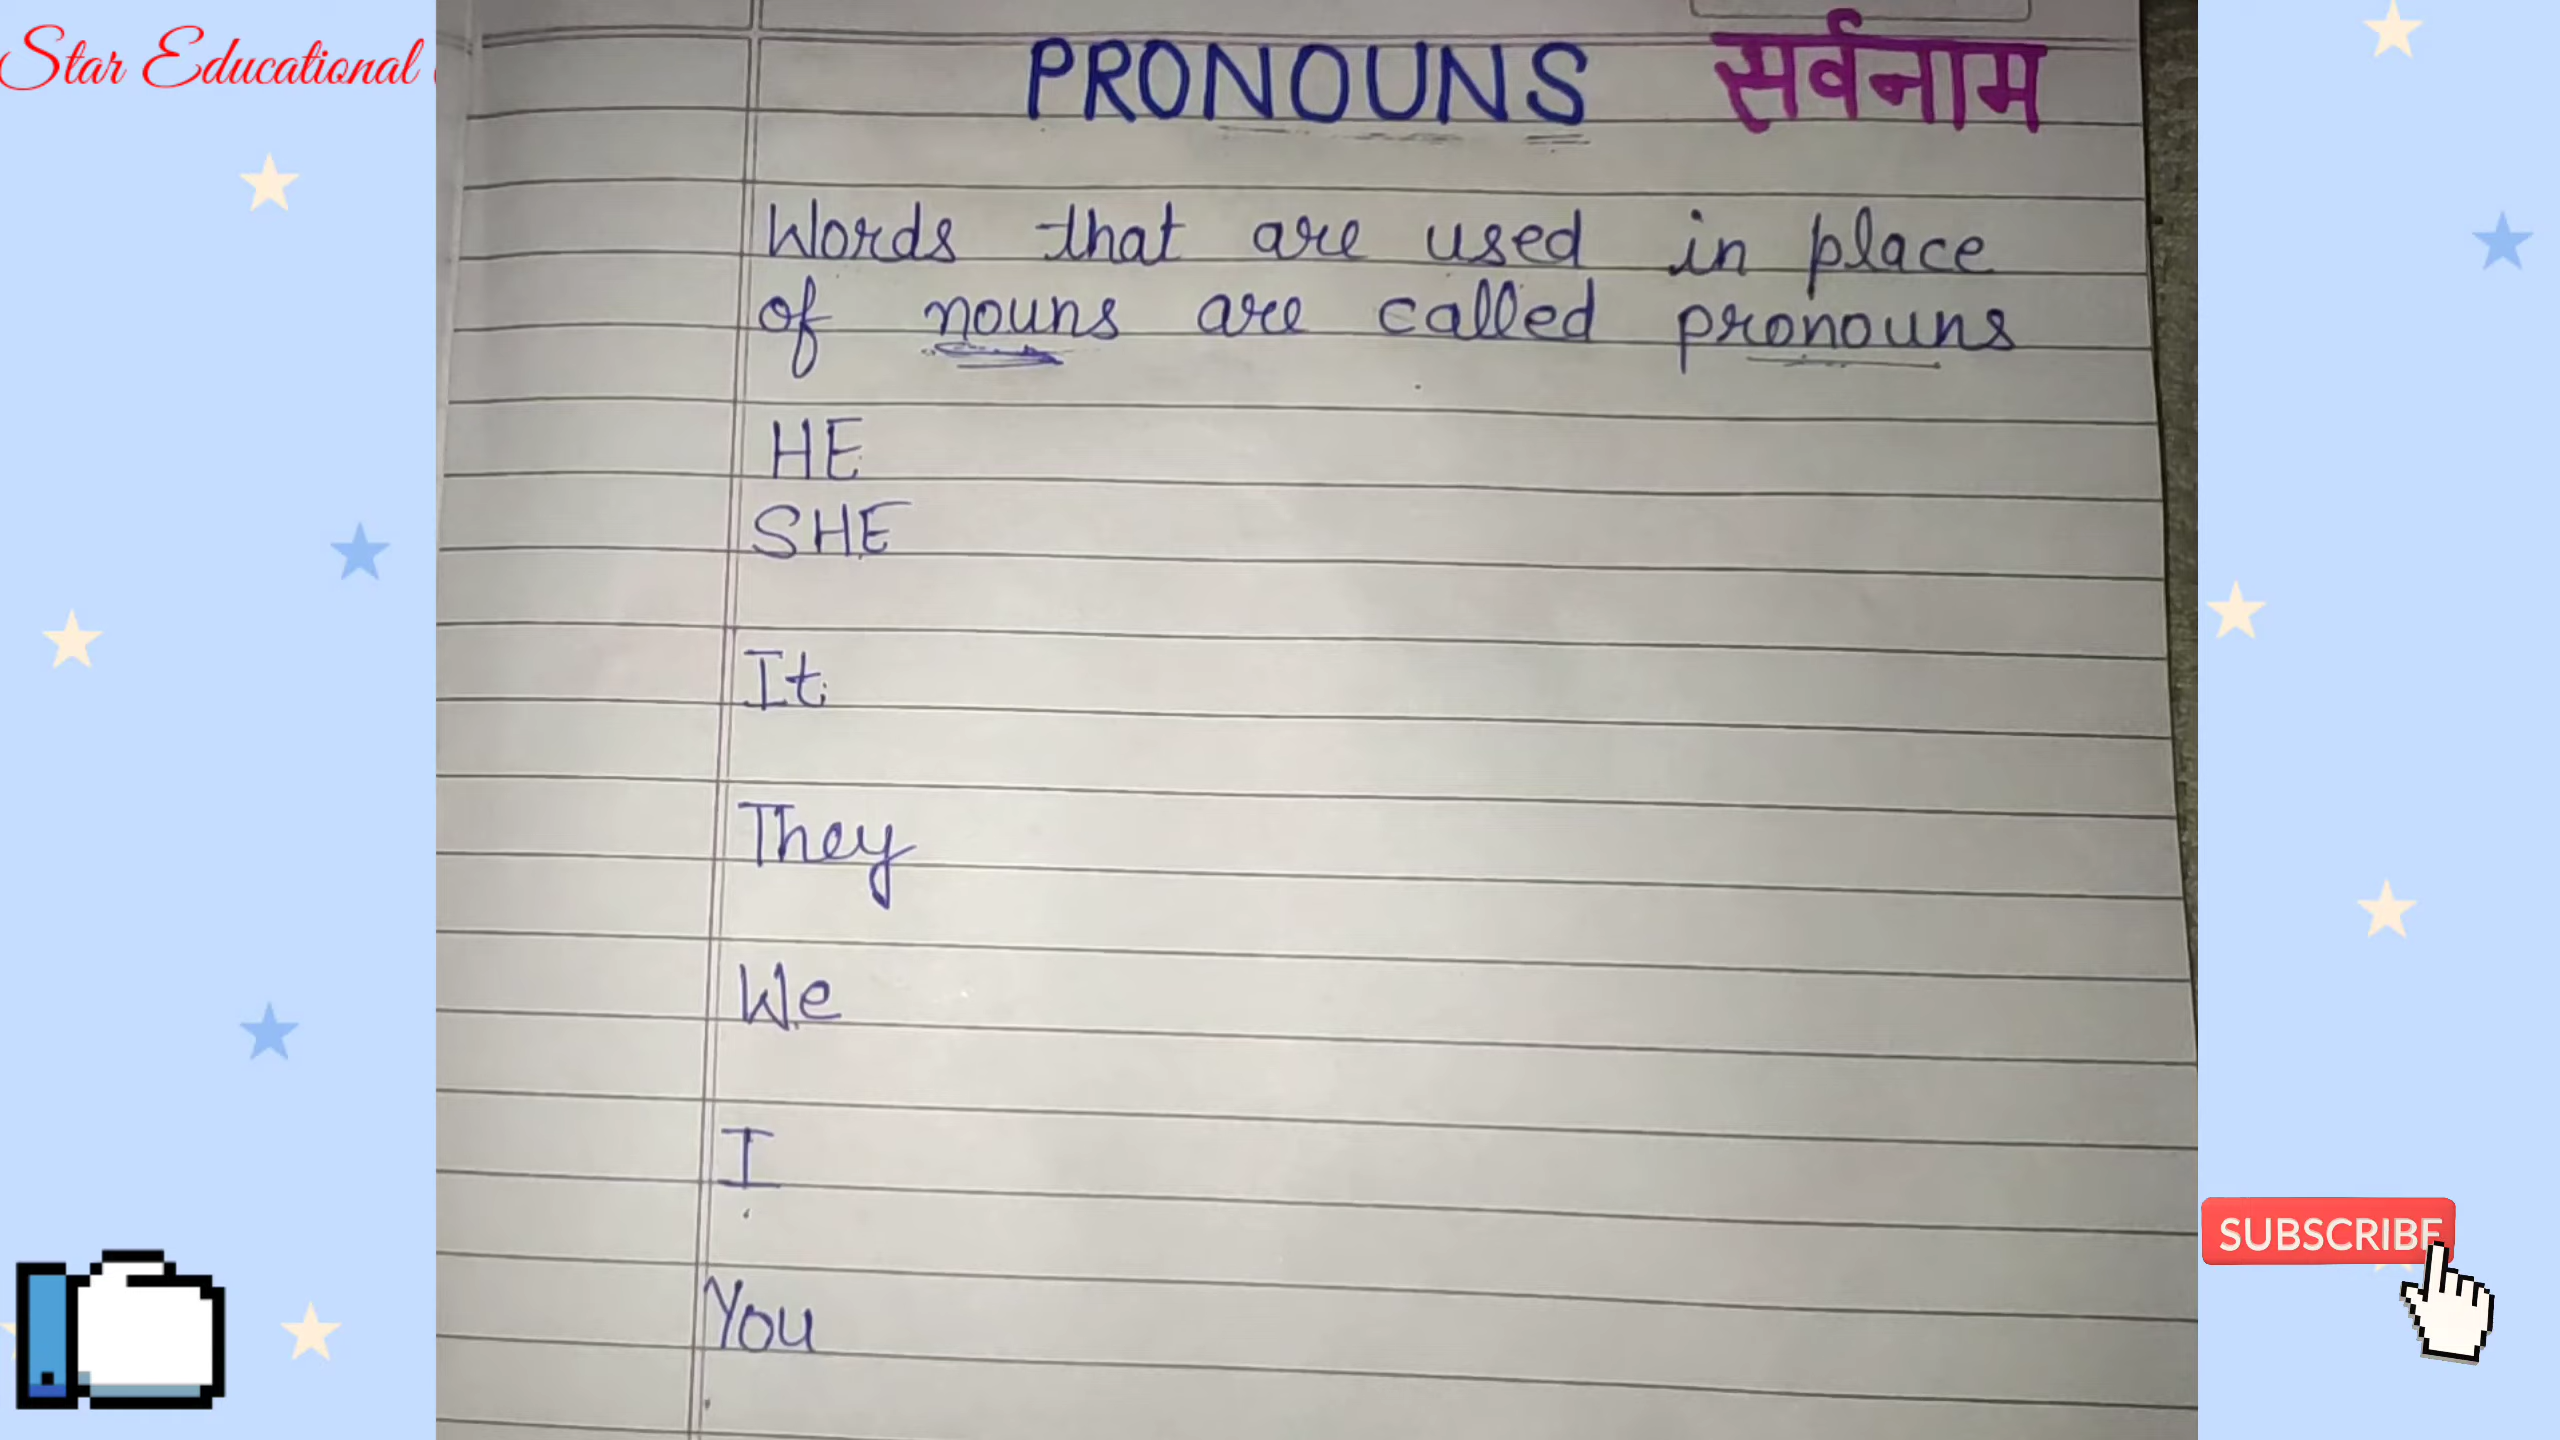 Star Educational
PRONOUNS सर्वनाम
Words that are used in place
of nouns are called pronouns
HE
SHE
It
They
We
I
You
SUBSCRIBE